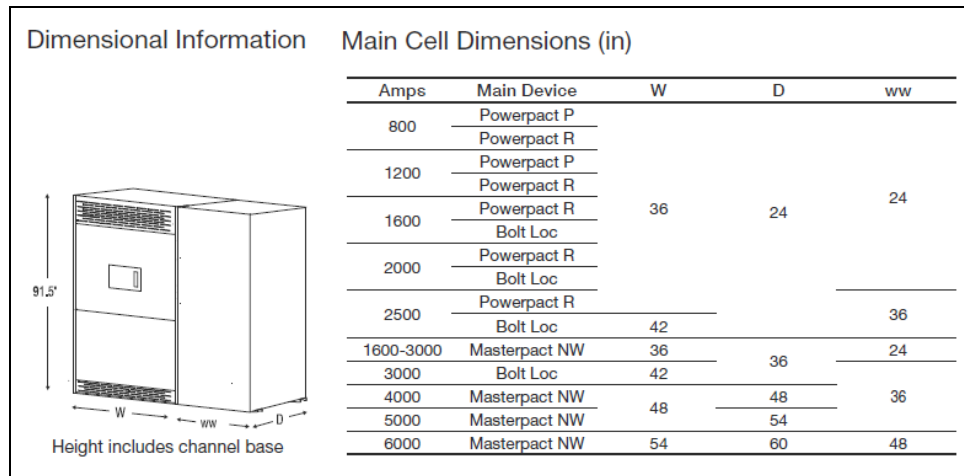 Dimensional Information
Main Cell Dimensions (in)
Amps Main Device W D ww
800 Powerpact P
Powerpact R
1200 Powerpact P
Powerpact R
1600 Powerpact R
Bolt Loc
36 24 24
2000 Powerpact R
Bolt Loc
2500 Powerpact R
Bolt Loc 42
36
1600-3000 Masterpact NW 36 36 24
3000 Bolt Loc 42
4000 Masterpact NW 48 48 36
5000 Masterpact NW 54
6000 Masterpact NW 54 60 48
91.5"
W
ww
D
Height includes channel base